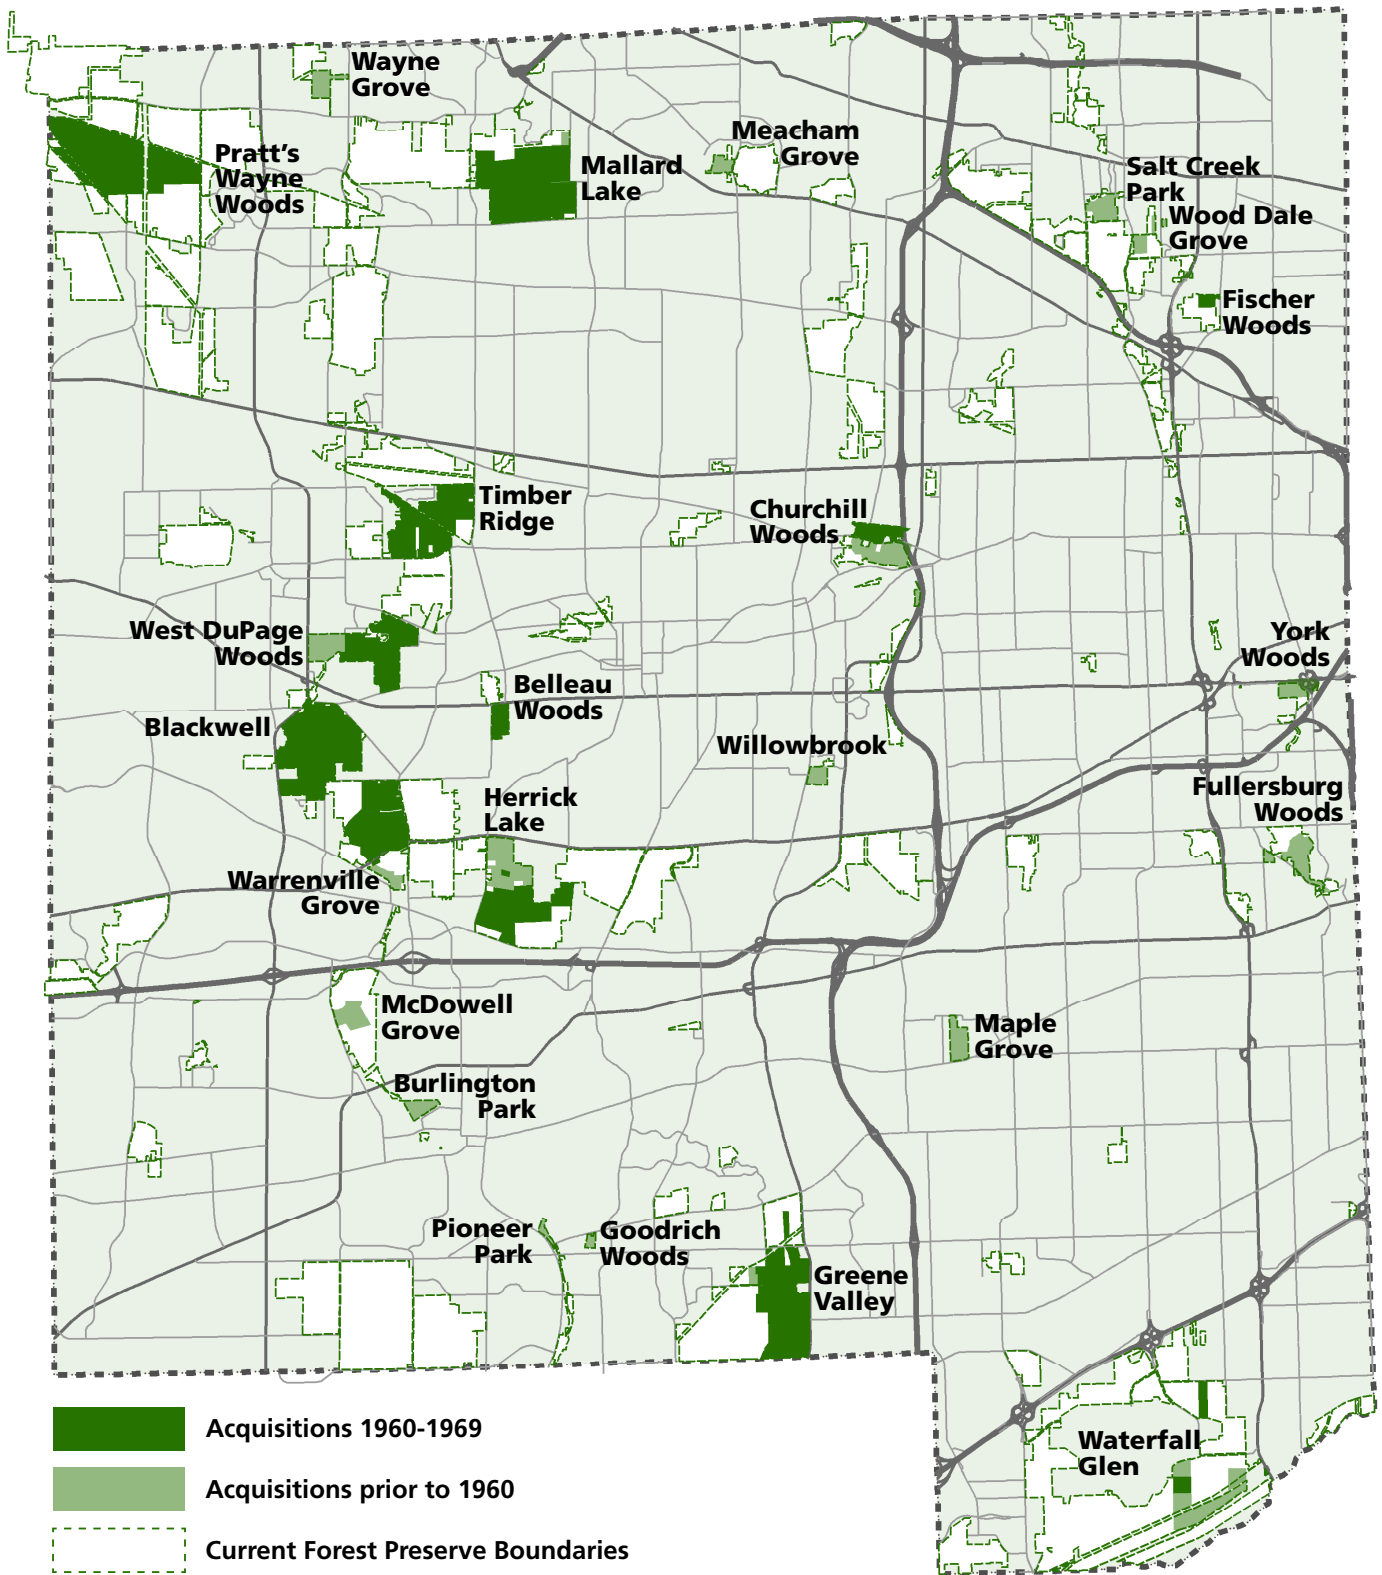 Wayne
Grove
Pratt's
Wayne
Woods
Mallard
Lake
Meacham
Grove
Salt Creek
Park
Wood Dale
Grove
Fischer
Woods
Timber
Ridge
Churchill
Woods
West DuPage
Woods
York
Woods
Belleau
Woods
Blackwell
Willowbrook
Herrick
Lake
Fullersburg
Woods
Warrenville
Grove
McDowell
Grove
Maple
Grove
Burlington
Park
Pioneer
Park
Goodrich
Woods
Greene
Valley
Waterfall
Glen
Acquisitions 1960-1969
Acquisitions prior to 1960
Current Forest Preserve Boundaries